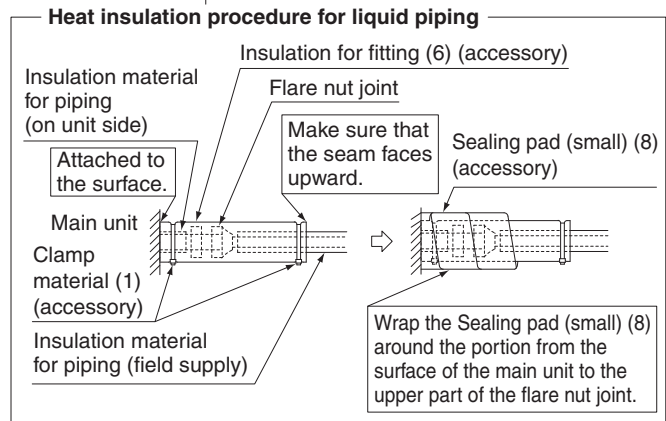 Heat insulation procedure for liquid piping
Insulation for fitting (6) (accessory)
Insulation material
for piping
(on unit side)
Flare nut joint
Make sure that
the seam faces
upward.
Attached to
the surface.
Sealing pad (small) (8)
(accessory)
Main unit
Clamp
material (1)
(accessory)
Insulation material
for piping (field supply)
Wrap the Sealing pad (small) (8)
around the portion from the
surface of the main unit to the
upper part of the flare nut joint.